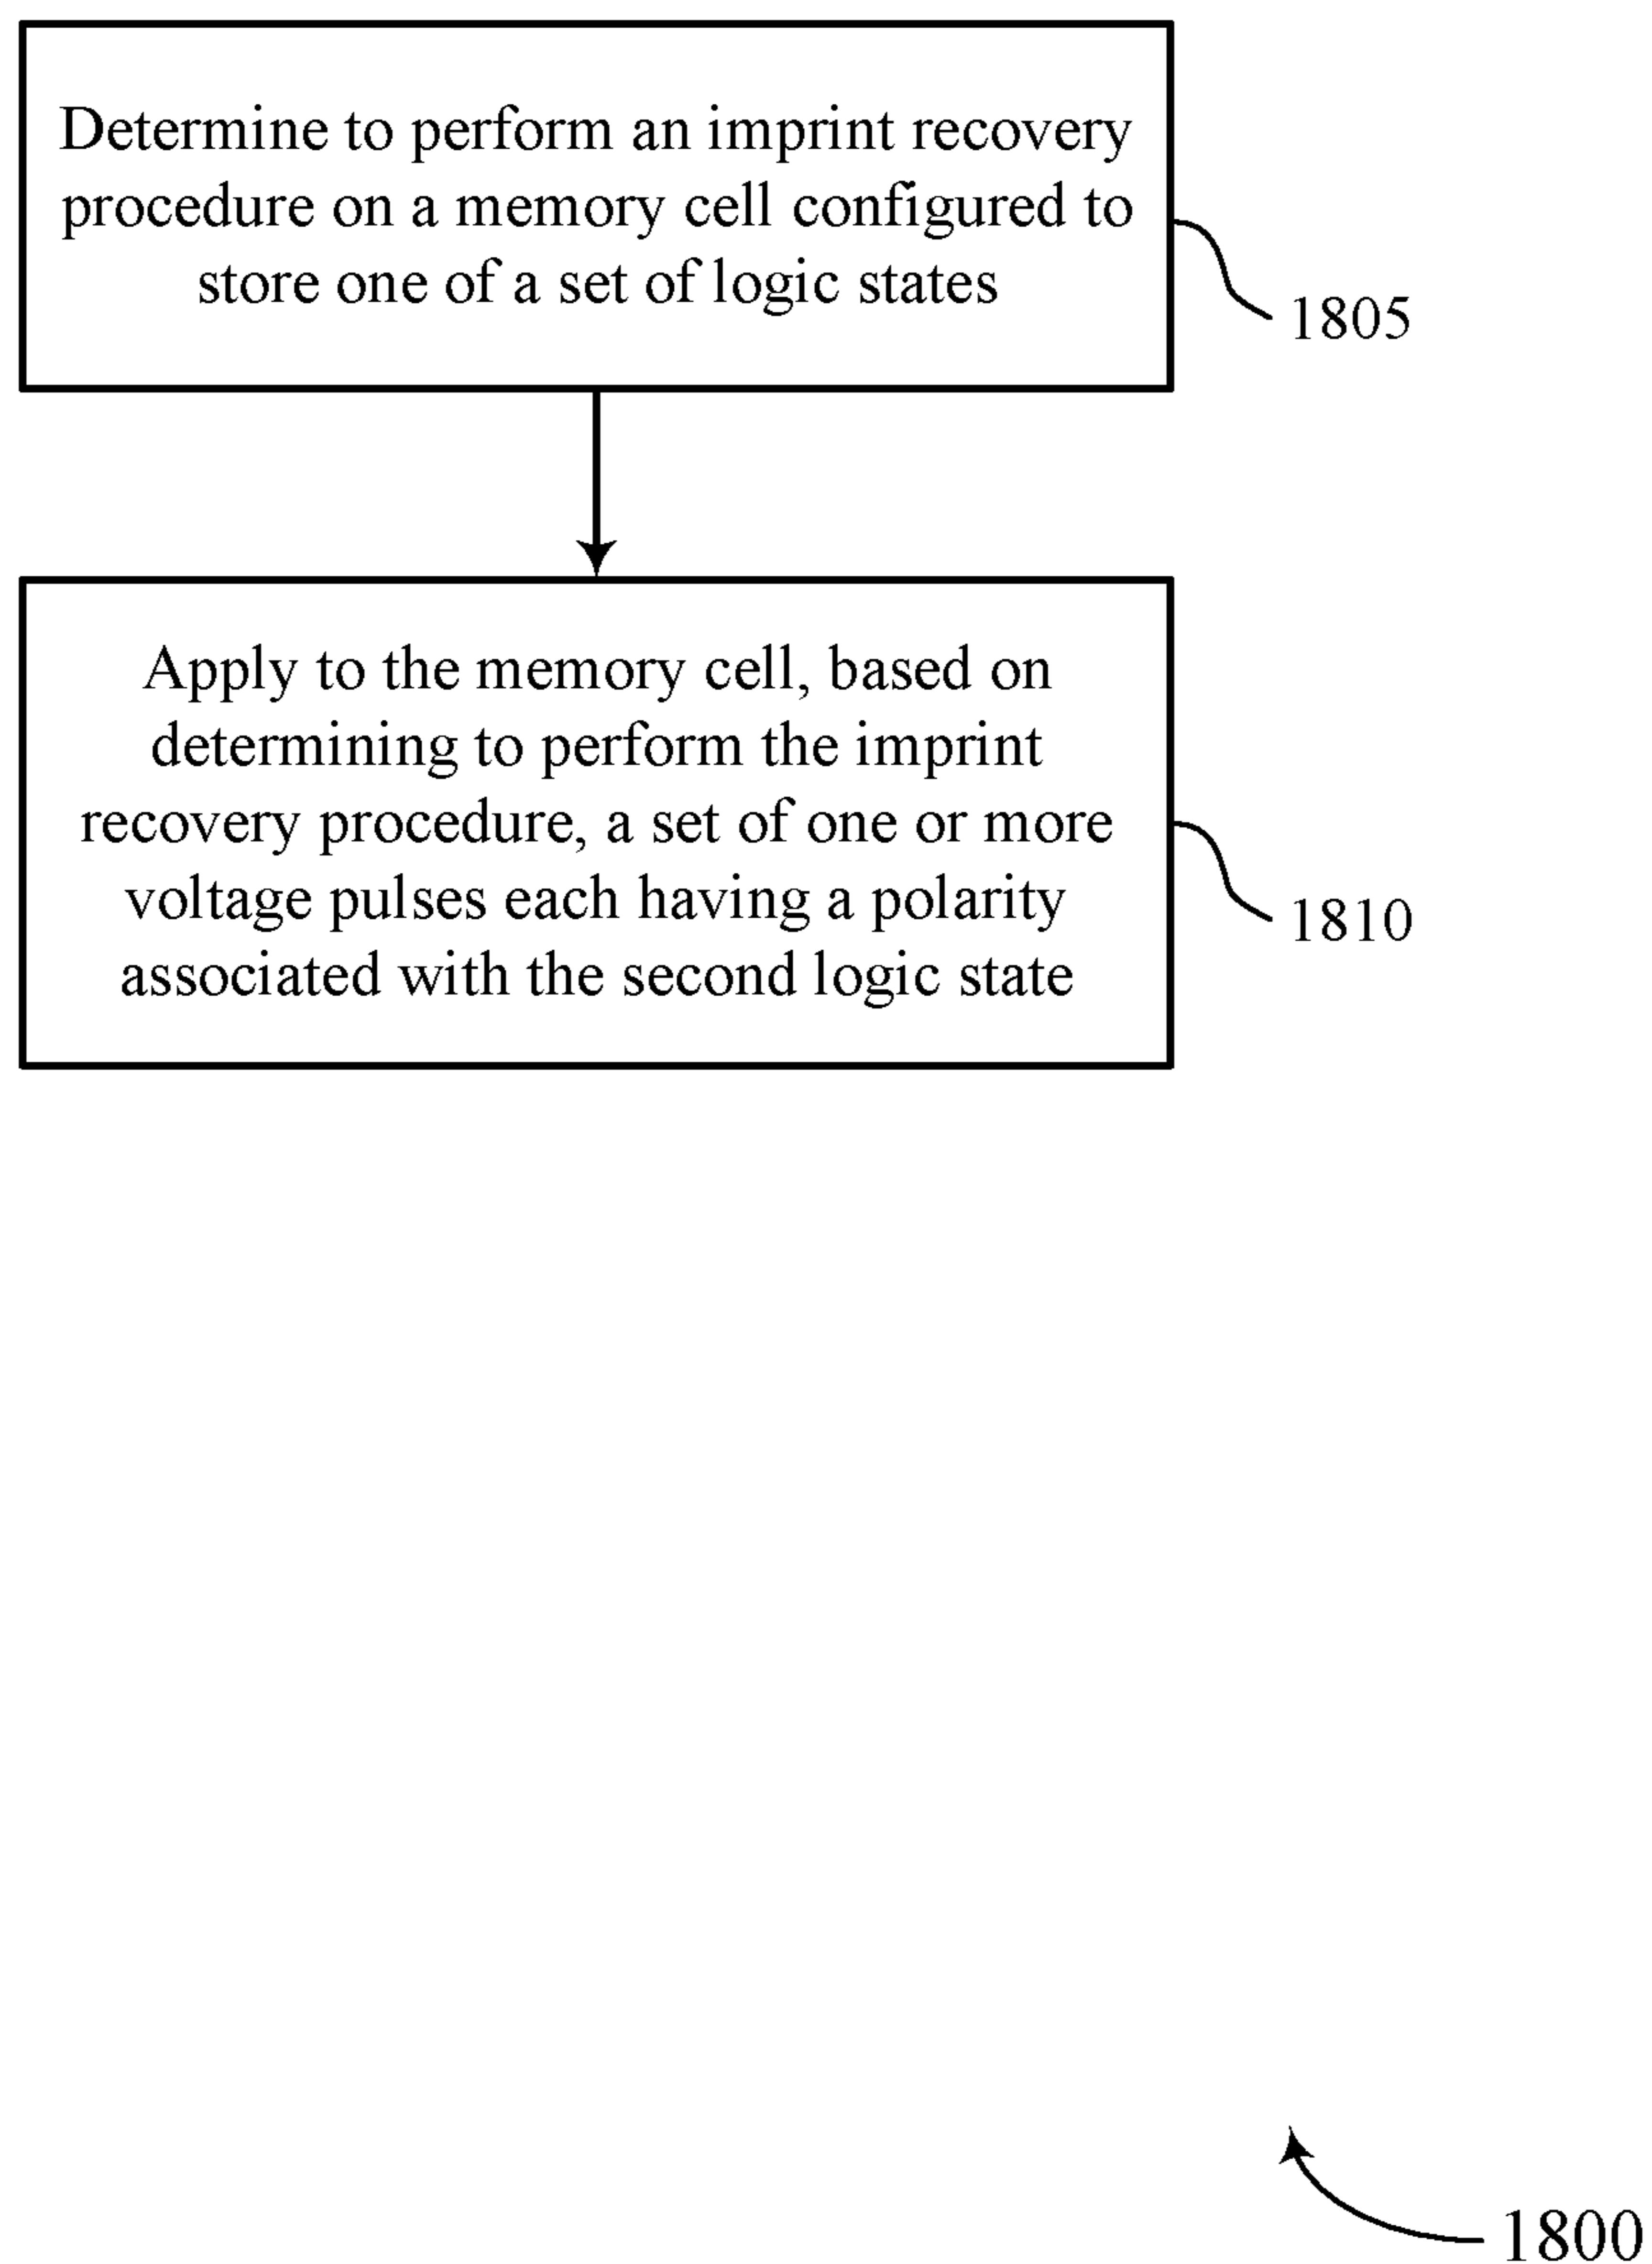 Determine to perform an imprint recovery
procedure on a memory cell configured to
store one of a set of logic states
1805
Apply to the memory cell, based on
determining to perform the imprint
recovery procedure, a set of one or more
voltage pulses each having a polarity
associated with the second logic state
1810
1800